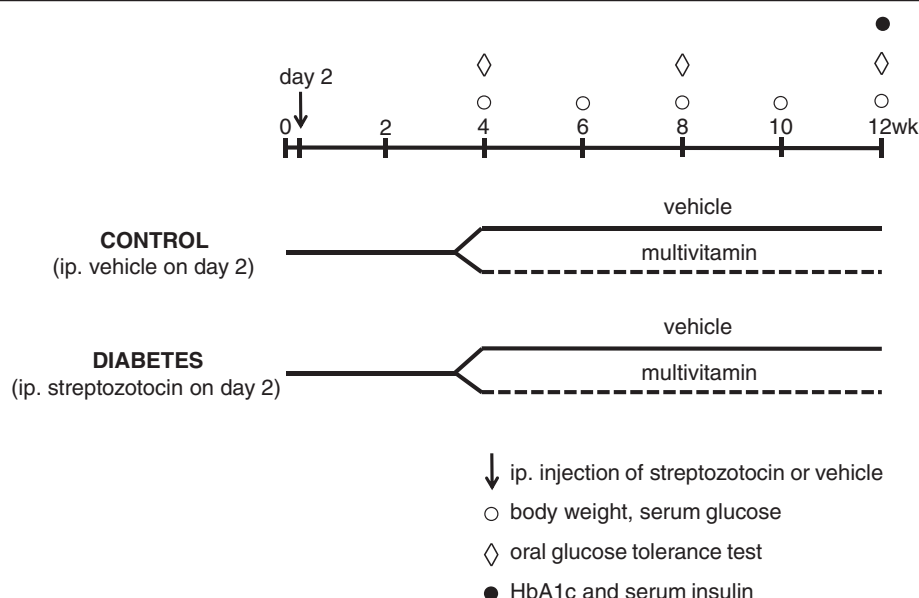 day 2
0 2 4 6 8 10 12wk
vehicle
CONTROL
(ip. vehicle on day 2)
multivitamin
vehicle
DIABETES
(ip. streptozotocin on day 2)
multivitamin
ip. injection of streptozotocin or vehicle
body weight, serum glucose
oral glucose tolerance test
HbA1c and serum insulin